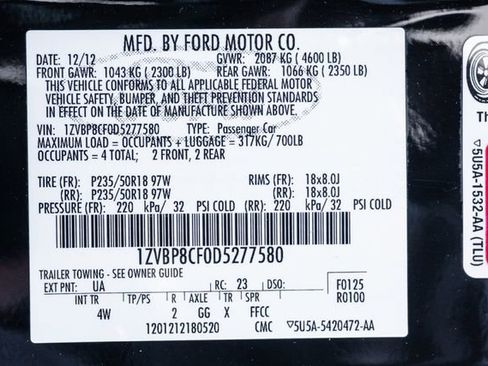 MFD. BY FORD MOTOR CO.
DATE: 12/12 GVWR: 2087 KG ( 4600 LB)
FRONT GAWR: 1043 KG ( 2300 LB) REAR GAWR: 1066 KG ( 2350 LB)
THIS VEHICLE CONFORMS TO ALL APPLICABLE FEDERAL MOTOR
VEHICLE SAFETY, BUMPER, AND THEFT PREVENTION STANDARDS
IN EFFECT ON THE DATE OF MANUFACTURE SHOWN ABOVE.
VIN: 1ZVBP8CF0D5277580 TYPE: Passenger Car
MAXIMUM LOAD = OCCUPANTS + LUGGAGE = 317KG/700LB
OCCUPANTS = 4 TOTAL; 2 FRONT, 2 REAR
TIRE (FR): P235/50R18 97W RIMS (FR): 18x8.0J
(RR): P235/50R18 97W (RR): 18x8.0J
PRESSURE (FR): 220 kPa/ 32 PSI COLD (RR): 220 kPa/ 32 PSI COLD
1ZVBP8CF0D5277580
TRAILER TOWING - SEE OWNER GUIDE
EXT PNT: UA RC: 23 DSO: F0125
R0100
INT TR TP/PS R AXLE TR SPR
4W 2 GG X FFCC
1201212180520 CMC ▽5U5A-5420472-AA
Th
▽5U5A-1532-AA (TLU)